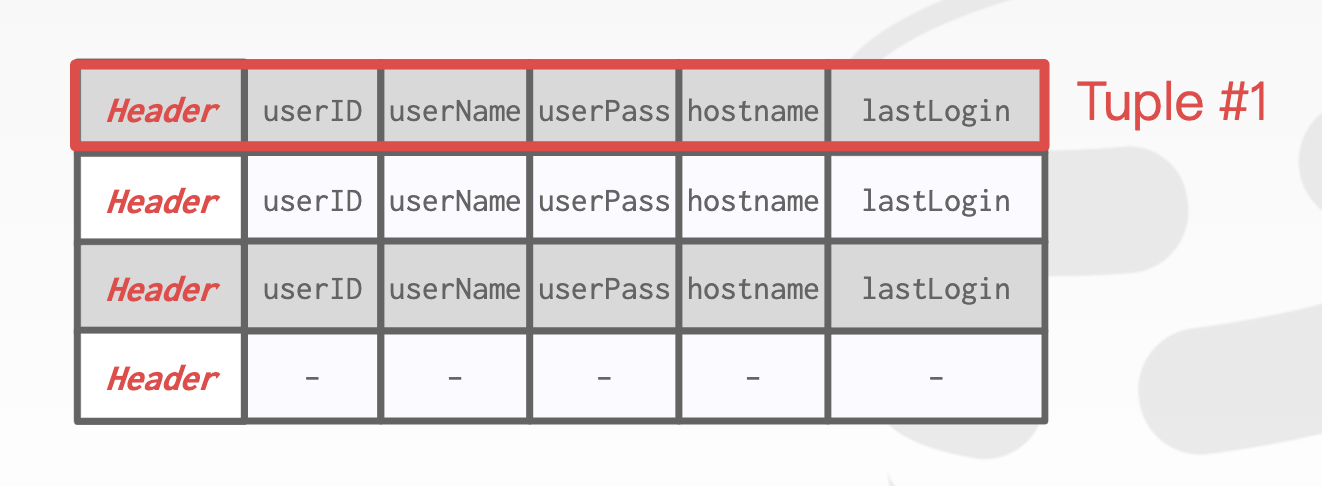 Header userID userName userPass hostname lastLogin Tuple #1
Header userID userName userPass hostname lastLogin
Header userID userName userPass hostname lastLogin
Header - - - - -